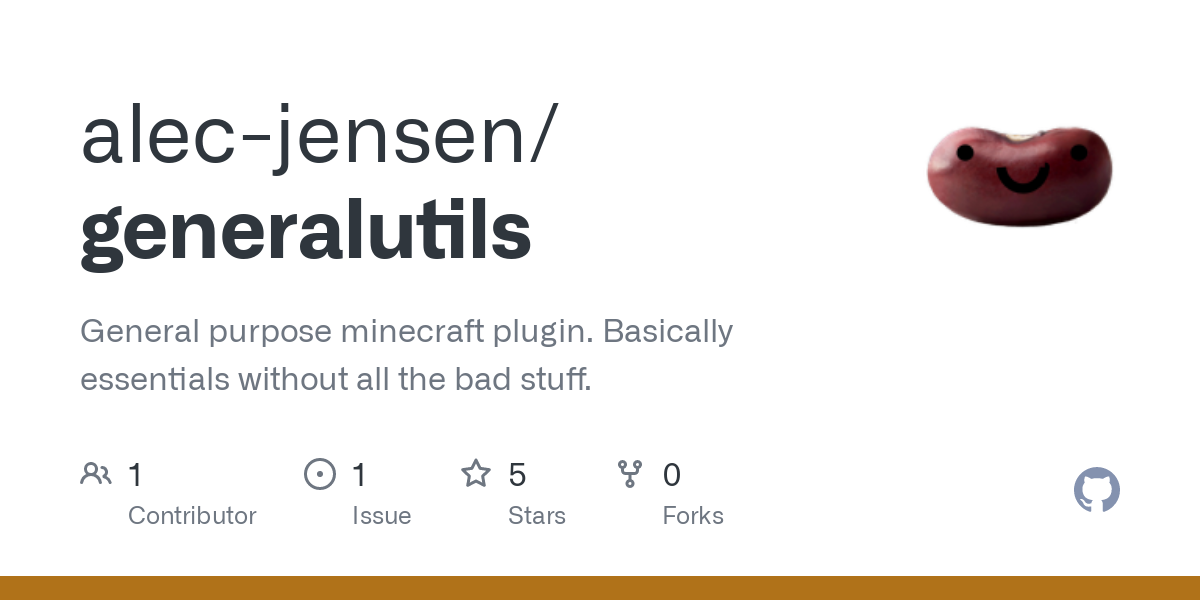 alec-jensen/
generalutils
General purpose minecraft plugin. Basically
essentials without all the bad stuff.
1 1 5 0
Contributor Issue Stars Forks